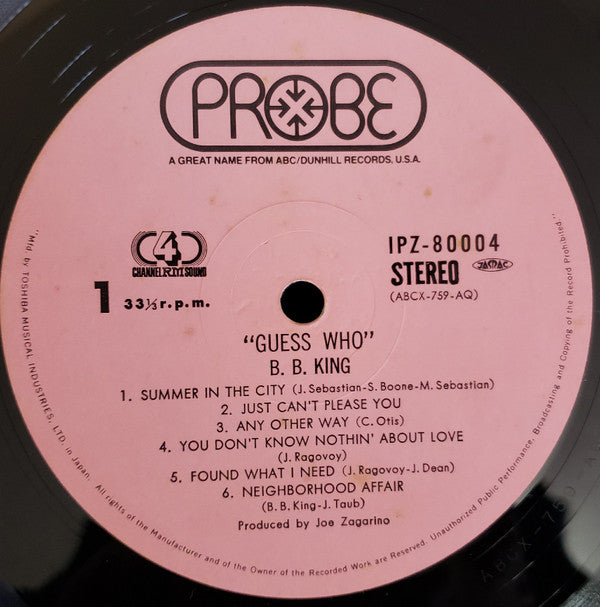 PROBE
A GREAT NAME FROM ABC/DUNHILL RECORDS, U.S.A.
4
CHANNEL RM SOUND
IPZ-80004
STEREO JASRAC
(ABCX-759-AQ)
1 33⅓ r.p.m.
"GUESS WHO"
B. B. KING
1. SUMMER IN THE CITY (J. Sebastian-S. Boone-M. Sebastian)
2. JUST CAN'T PLEASE YOU
3. ANY OTHER WAY (C. Otis)
4. YOU DON'T KNOW NOTHIN' ABOUT LOVE
(J. Ragovoy)
5. FOUND WHAT I NEED (J. Ragovoy-J. Dean)
6. NEIGHBORHOOD AFFAIR
(B. B. King-J. Taub)
Produced by Joe Zagarino
"Mfd by TOSHIBA MUSICAL INDUSTRIES, LTD. in Japan. All rights of the Manufacturer and of the Owner of the Recorded Work are Reserved. Unauthorized Public Performance, Broadcasting and Copying of the Record Prohibited."
ABCX-759-A